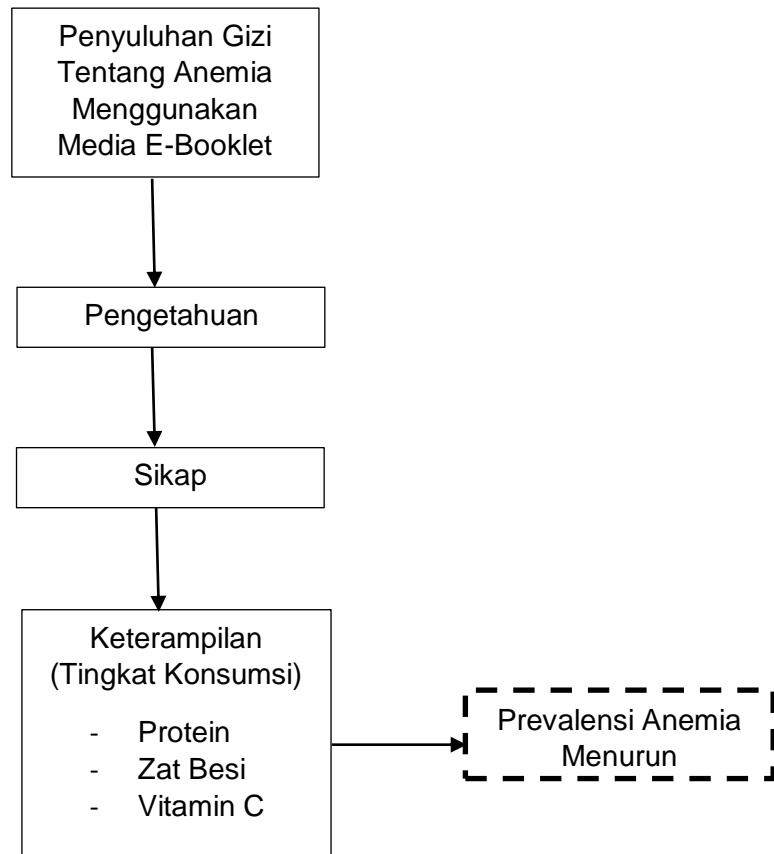 Penyuluhan Gizi
Tentang Anemia
Menggunakan
Media E-Booklet
Pengetahuan
Sikap
Keterampilan
(Tingkat Konsumsi)
- Protein
- Zat Besi
- Vitamin C
Prevalensi Anemia
Menurun